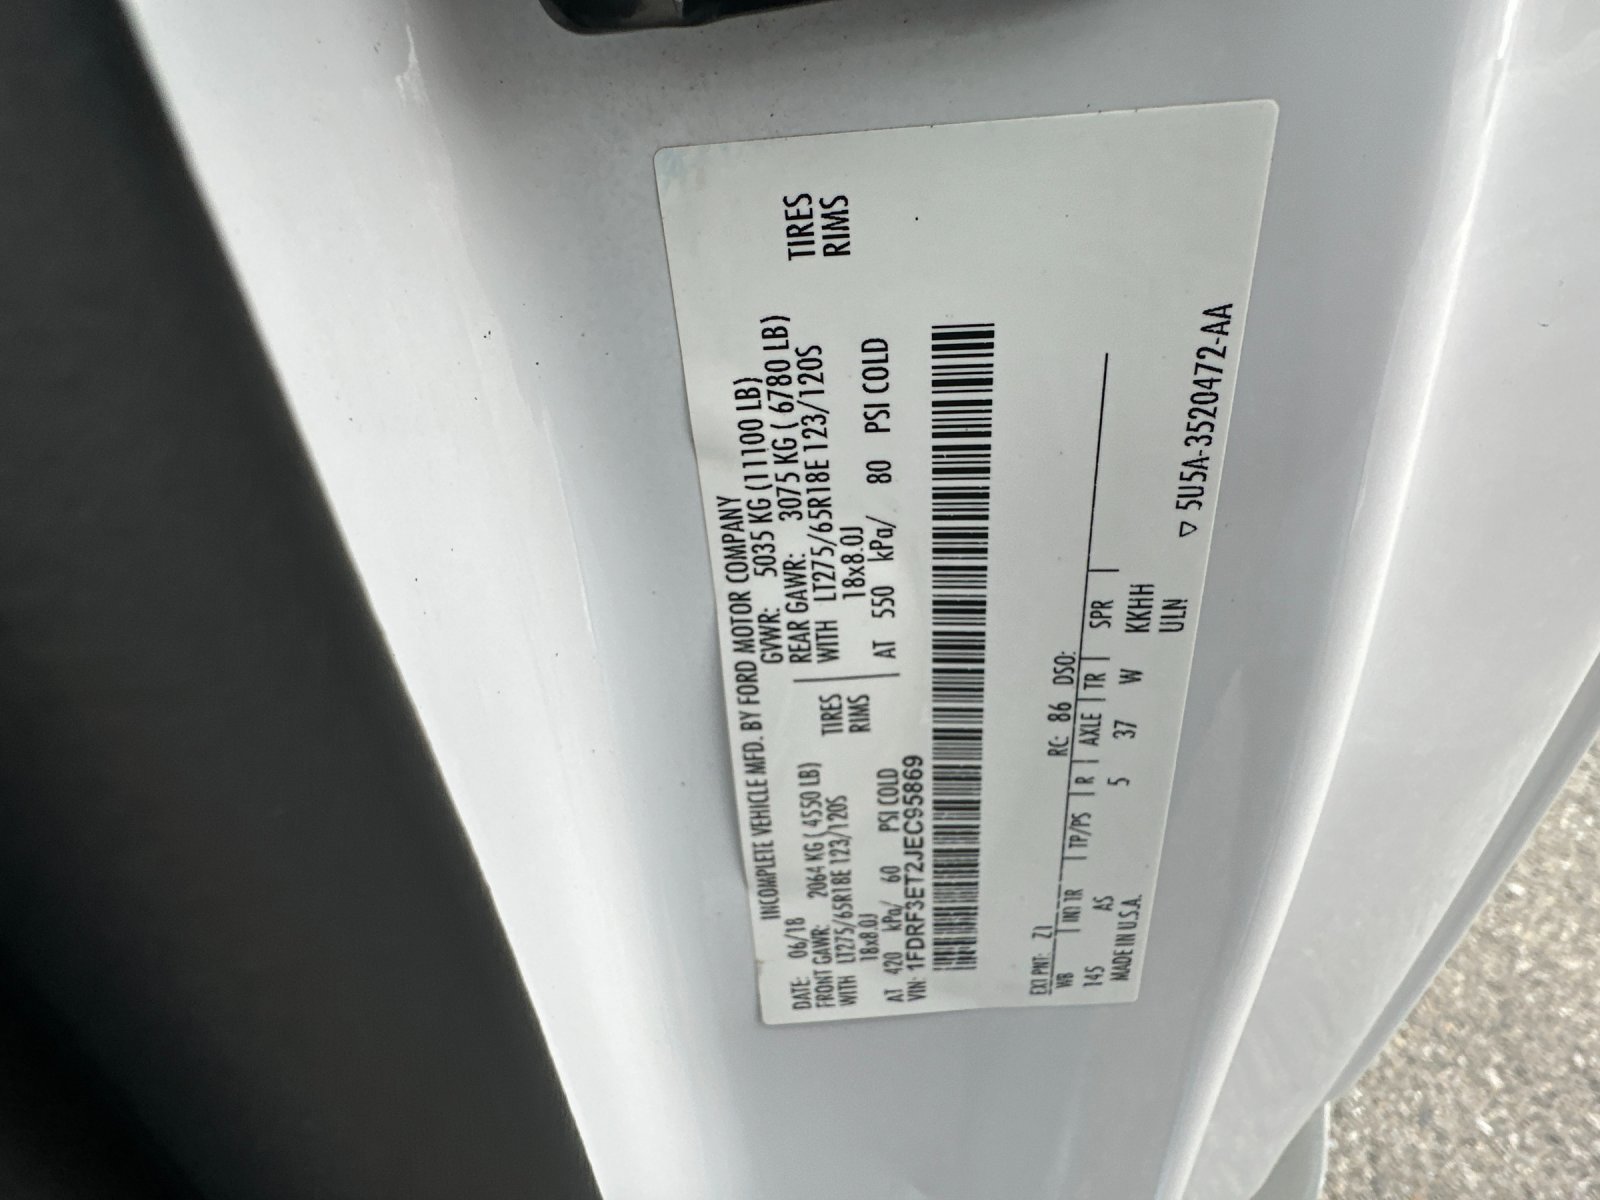 INCOMPLETE VEHICLE MFD. BY FORD MOTOR COMPANY
DATE: 06/18 GVWR: 5035 KG (11100 LB)
FRONT GAWR: 2064 KG ( 4550 LB) REAR GAWR: 3075 KG ( 6780 LB)
WITH LT275/65R18E 123/120S TIRES WITH LT275/65R18E 123/120S TIRES
18x8.0J RIMS 18x8.0J RIMS
AT 420 kPa/ 60 PSI COLD AT 550 kPa/ 80 PSI COLD
VIN: 1FDRF3ET2JEC95869
EXT PNT: Z1 RC: 86 DSO:
WB INT TR TP/PS R AXLE TR SPR
145 AS 5 37 W KKHH
MADE IN U.S.A. ULN
▽ 5U5A-3520472-AA